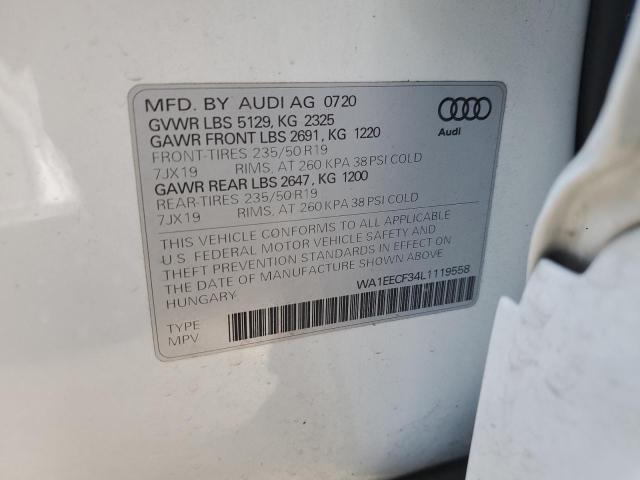 MFD. BY AUDI AG 0720
GVWR LBS 5129, KG 2325
GAWR FRONT LBS 2691, KG 1220
FRONT-TIRES 235/50 R19
7JX19 RIMS, AT 260 KPA 38 PSI COLD
GAWR REAR LBS 2647, KG 1200
REAR-TIRES 235/50 R19
7JX19 RIMS, AT 260 KPA 38 PSI COLD
Audi
THIS VEHICLE CONFORMS TO ALL APPLICABLE
U.S. FEDERAL MOTOR VEHICLE SAFETY AND
THEFT PREVENTION STANDARDS IN EFFECT ON
THE DATE OF MANUFACTURE SHOWN ABOVE
HUNGARY
WA1EECF34L1119558
TYPE
MPV